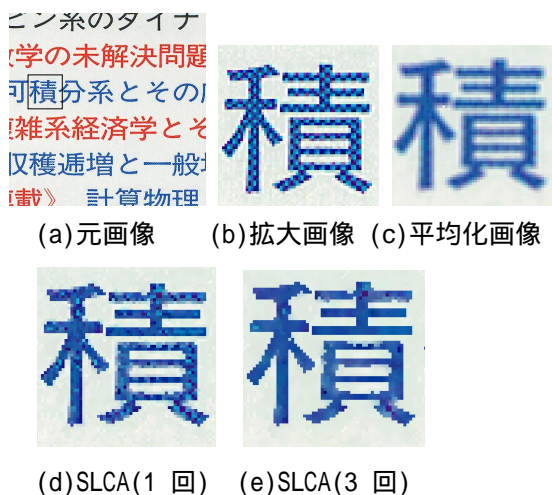 ピン系のダイナ
数学の未解決問題
可積分系とその
複雑系経済学とそ
収穫逓増と一般
載》 計算物理
積 積
(a)元画像 (b)拡大画像 (c)平均化画像
積 積
(d)SLCA(1 回) (e)SLCA(3 回)